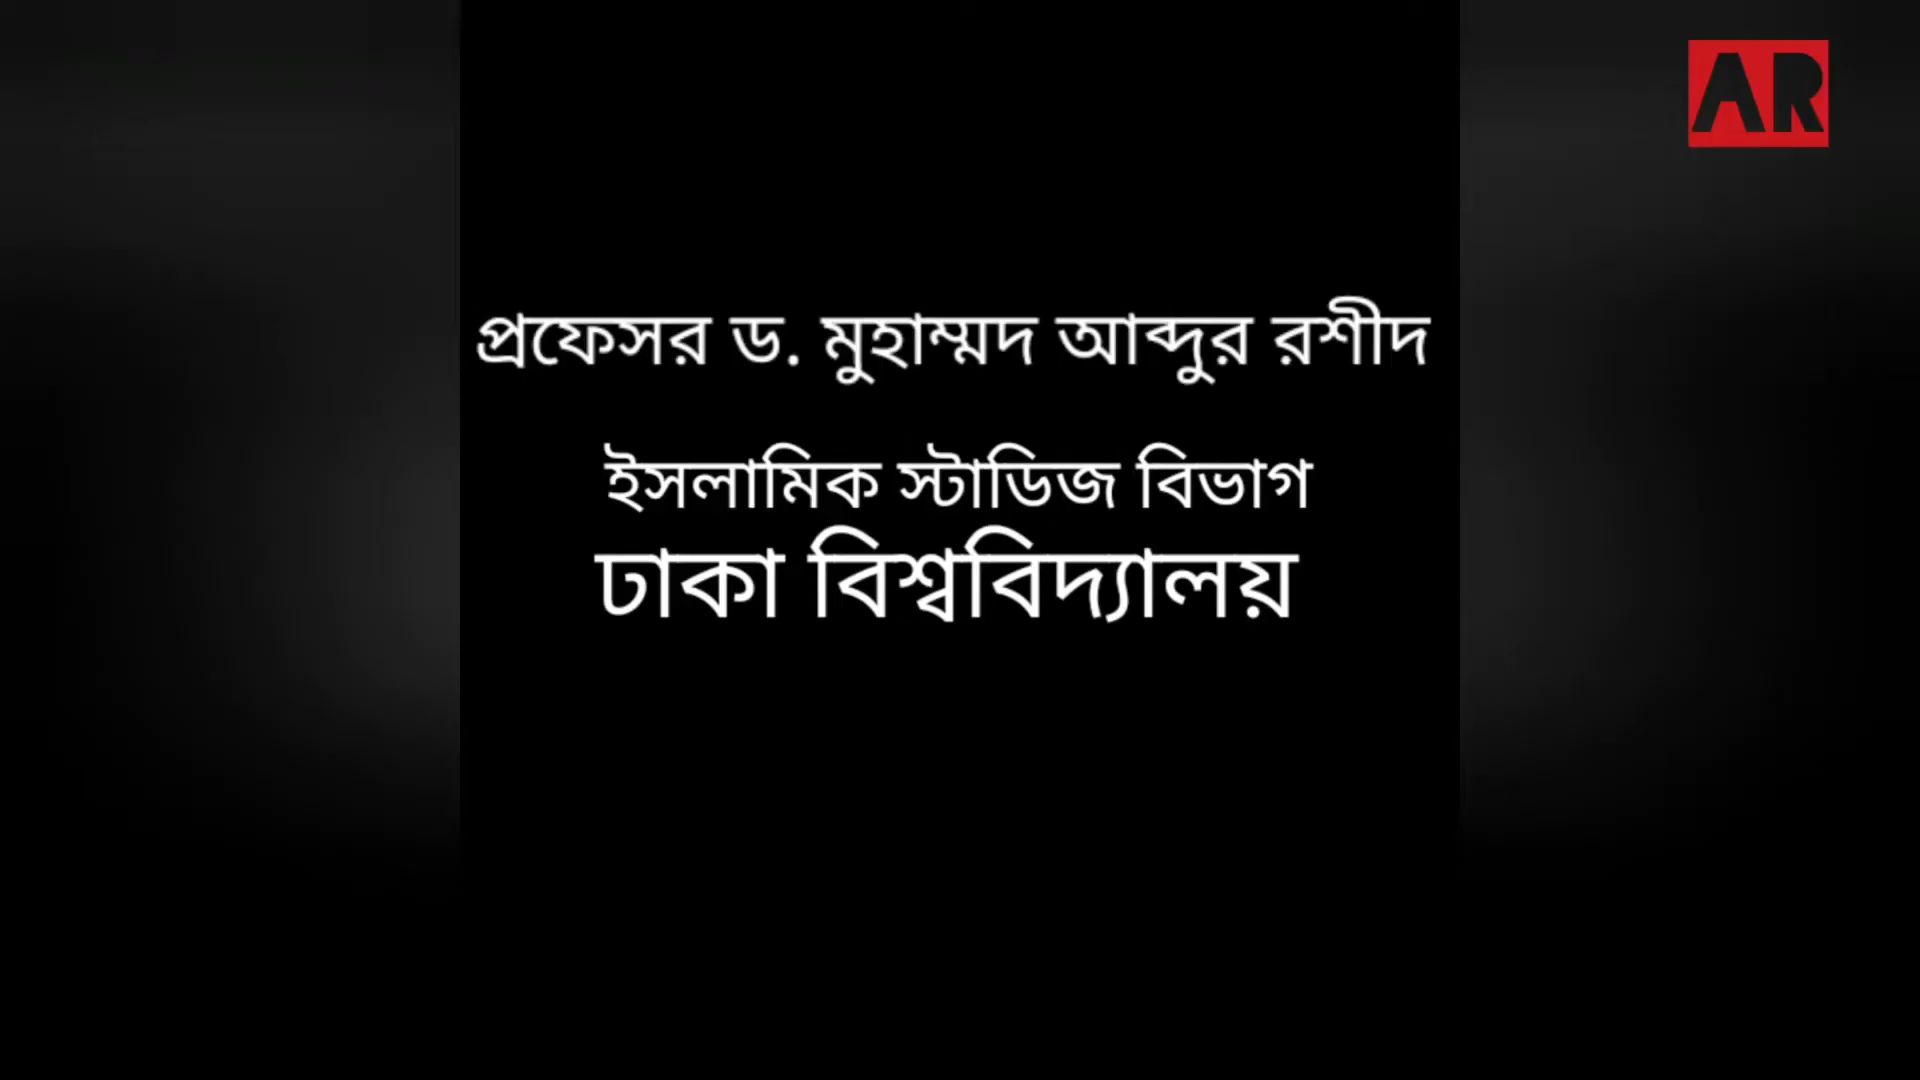 AR
প্রফেসর ড. মুহাম্মদ আব্দুর রশীদ
ইসলামিক স্টাডিজ বিভাগ
ঢাকা বিশ্ববিদ্যালয়